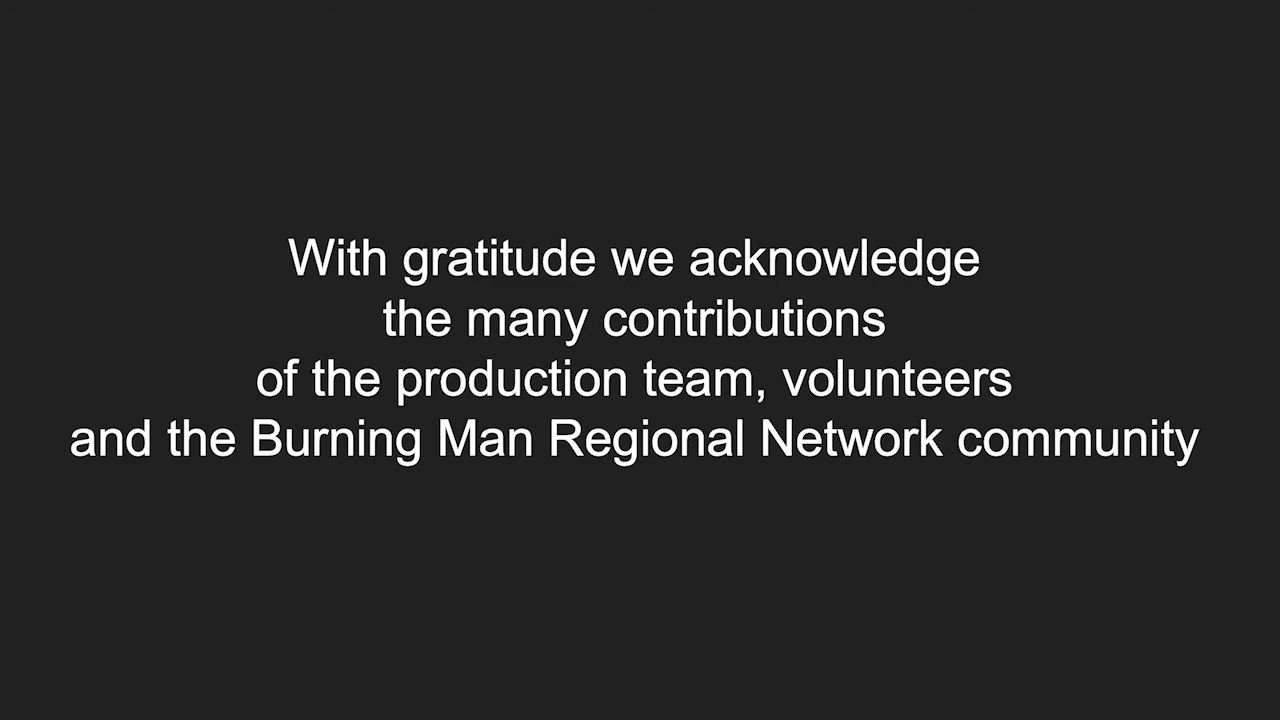 With gratitude we acknowledge
the many contributions
of the production team, volunteers
and the Burning Man Regional Network community